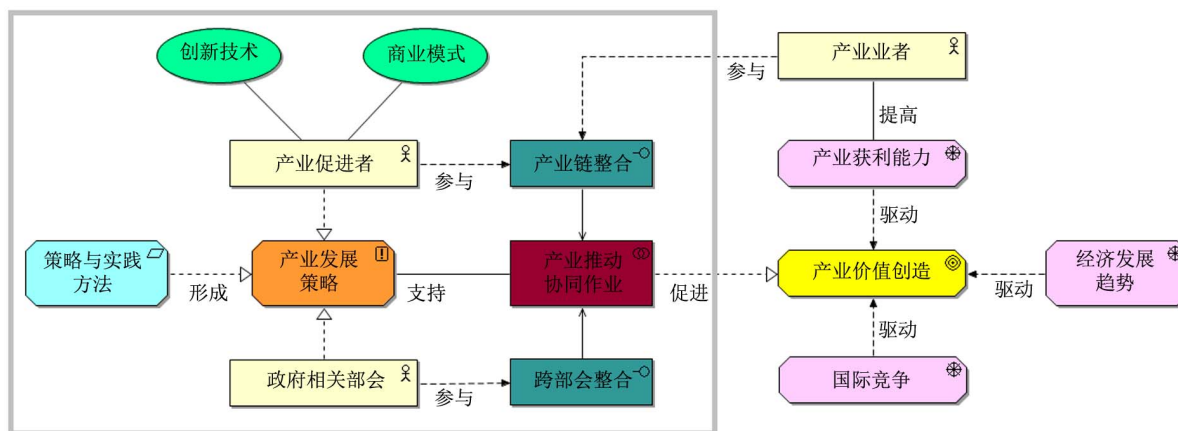 创新技术
商业模式
产业业者
参与
提高
产业促进者
参与
产业链整合
产业获利能力
驱动
策略与实践
方法
形成
产业发展
策略
支持
产业推动
协同作业
促进
产业价值创造
驱动
经济发展
趋势
驱动
政府相关部会
参与
跨部会整合
国际竞争